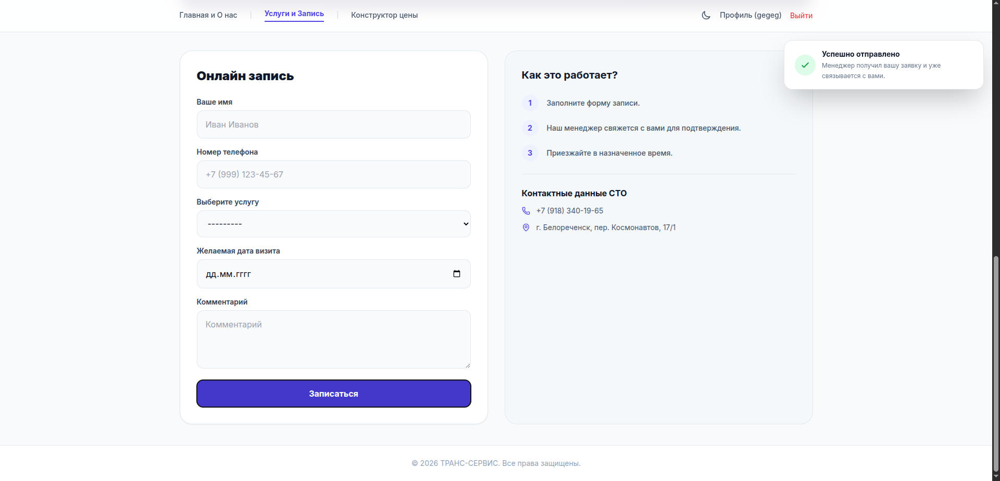 Главная и О нас
Услуги и Запись
Конструктор цены
Профиль (gegeg)
Выйти
Успешно отправлено
Менеджер получил вашу заявку и уже
связывается с вами.
Онлайн запись
Ваше имя
Иван Иванов
Номер телефона
+7 (999) 123-45-67
Выберите услугу
---------
Желаемая дата визита
дд.мм.гггг
Комментарий
Комментарий
Записаться
Как это работает?
1 Заполните форму записи.
2 Наш менеджер свяжется с вами для подтверждения.
3 Приезжайте в назначенное время.
Контактные данные СТО
+7 (918) 340-19-65
г. Белореченск, пер. Космонавтов, 17/1
© 2026 ТРАНС-СЕРВИС. Все права защищены.